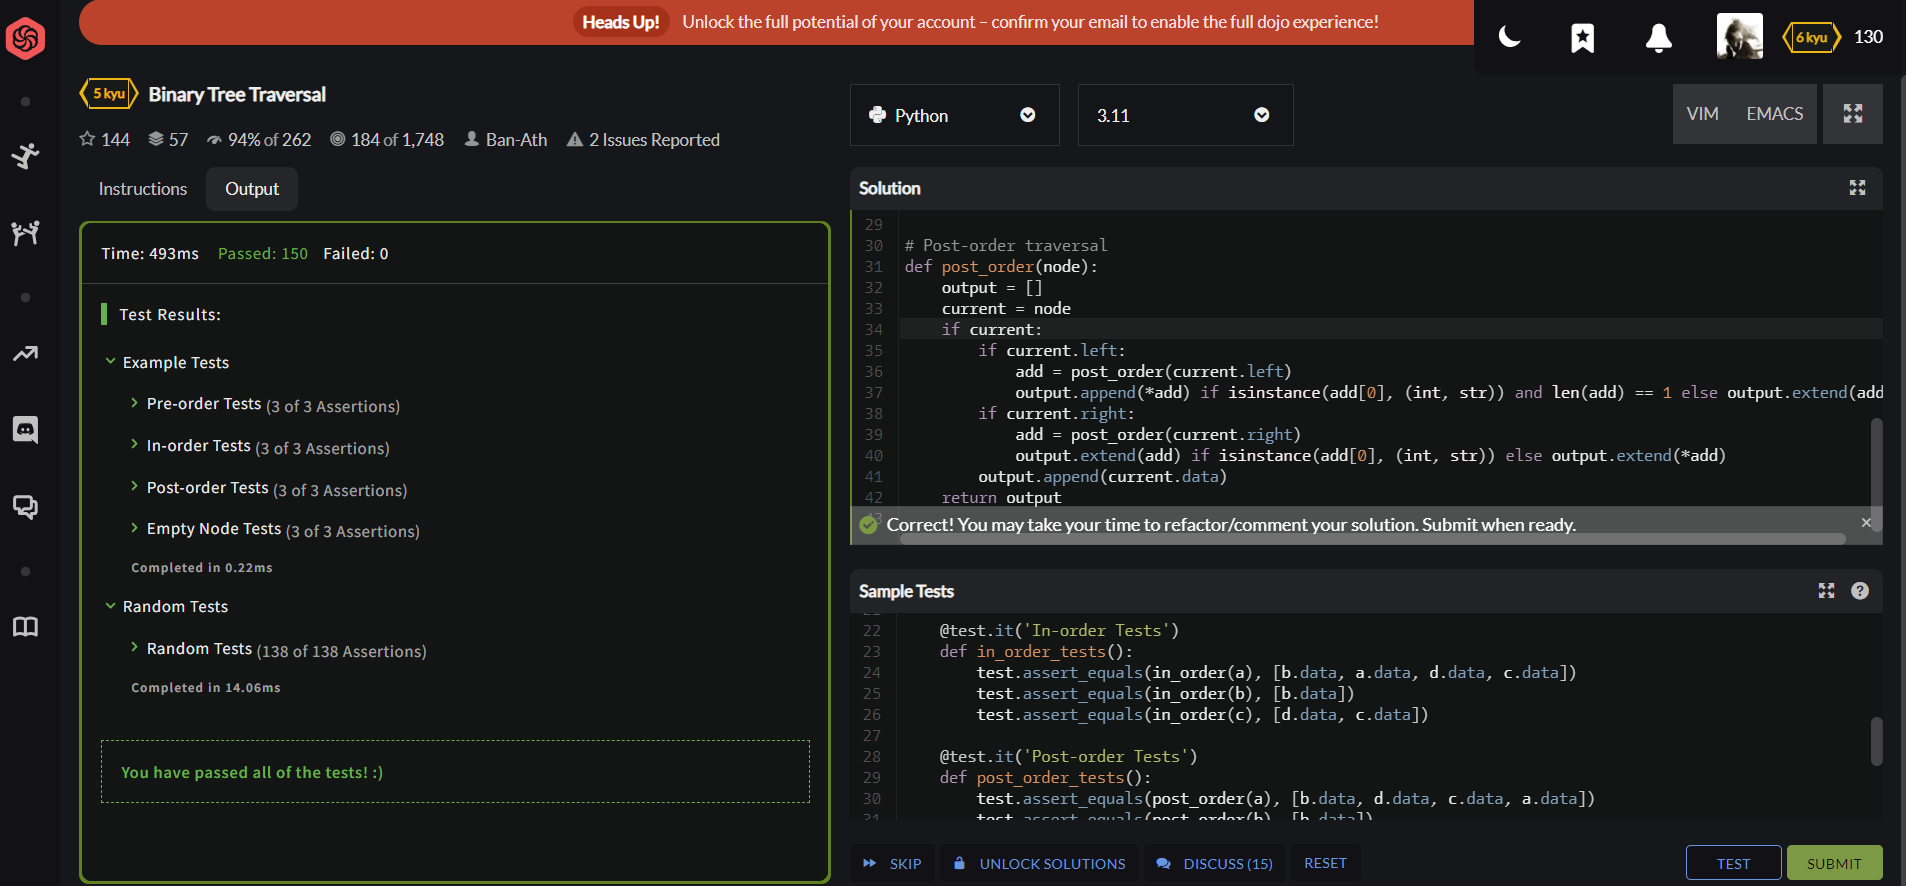 Heads Up! Unlock the full potential of your account – confirm your email to enable the full dojo experience!
6 kyu 130
5 kyu Binary Tree Traversal
144 57 94% of 262 184 of 1,748 Ban-Ath 2 Issues Reported
Instructions Output
Time: 493ms Passed: 150 Failed: 0
Test Results:
Example Tests
Pre-order Tests (3 of 3 Assertions)
In-order Tests (3 of 3 Assertions)
Post-order Tests (3 of 3 Assertions)
Empty Node Tests (3 of 3 Assertions)
Completed in 0.22ms
Random Tests
Random Tests (138 of 138 Assertions)
Completed in 14.06ms
You have passed all of the tests! :)
Python 3.11 VIM EMACS
Solution
29
30 # Post-order traversal
31 def post_order(node):
32 output = []
33 current = node
34 if current:
35 if current.left:
36 add = post_order(current.left)
37 output.append(*add) if isinstance(add[0], (int, str)) and len(add) == 1 else output.extend(add
38 if current.right:
39 add = post_order(current.right)
40 output.extend(add) if isinstance(add[0], (int, str)) else output.extend(*add)
41 output.append(current.data)
42 return output
Correct! You may take your time to refactor/comment your solution. Submit when ready.
Sample Tests
22 @test.it('In-order Tests')
23 def in_order_tests():
24 test.assert_equals(in_order(a), [b.data, a.data, d.data, c.data])
25 test.assert_equals(in_order(b), [b.data])
26 test.assert_equals(in_order(c), [d.data, c.data])
27
28 @test.it('Post-order Tests')
29 def post_order_tests():
30 test.assert_equals(post_order(a), [b.data, d.data, c.data, a.data])
31 test.assert_equals(post_order(b), [b.data])
SKIP UNLOCK SOLUTIONS DISCUSS (15) RESET TEST SUBMIT